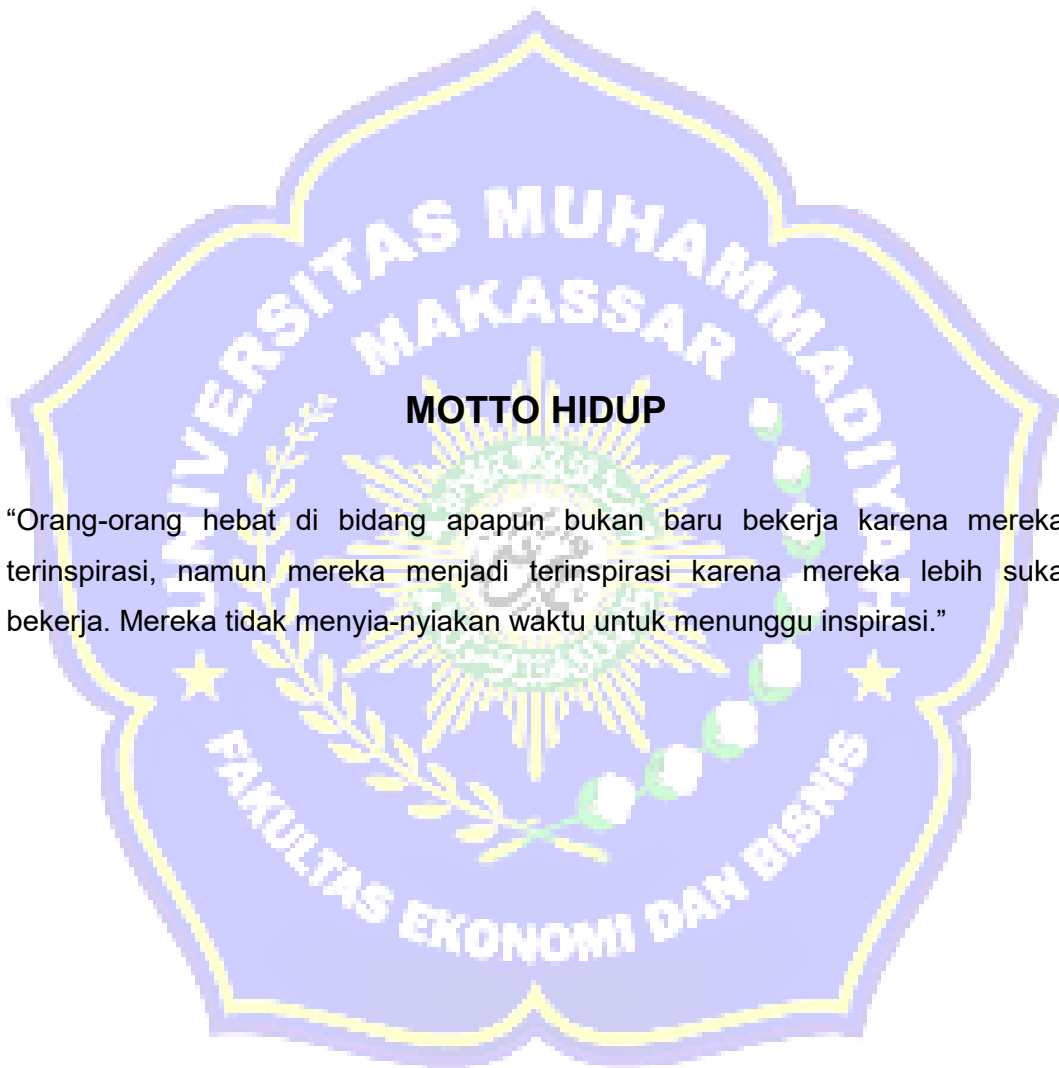 UNIVERSITAS MUHAMMADIYAH
MAKASSAR
MOTTO HIDUP
“Orang-orang hebat di bidang apapun bukan baru bekerja karena mereka
terinspirasi, namun mereka menjadi terinspirasi karena mereka lebih suka
bekerja. Mereka tidak menyia-nyiakan waktu untuk menunggu inspirasi.”
FAKULTAS EKONOMI DAN BISNIS